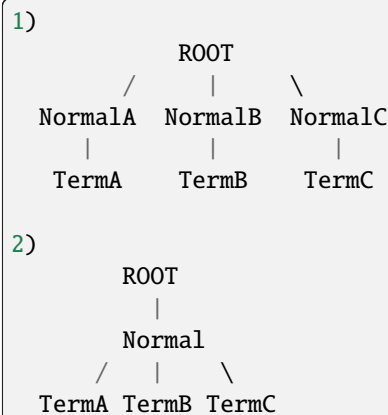 1)
ROOT
/ | \
NormalA NormalB NormalC
| | |
TermA TermB TermC
2)
ROOT
|
Normal
/ | \
TermA TermB TermC